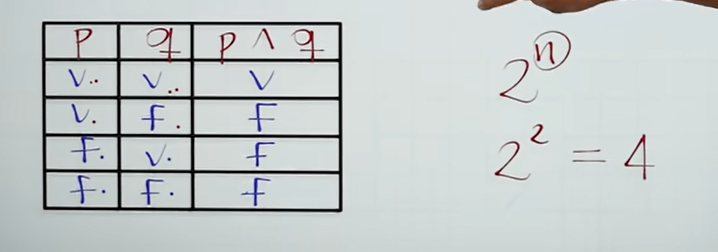 p q p ∧ q
V V V
V F F
F V F
F F F
2ⁿ
2² = 4